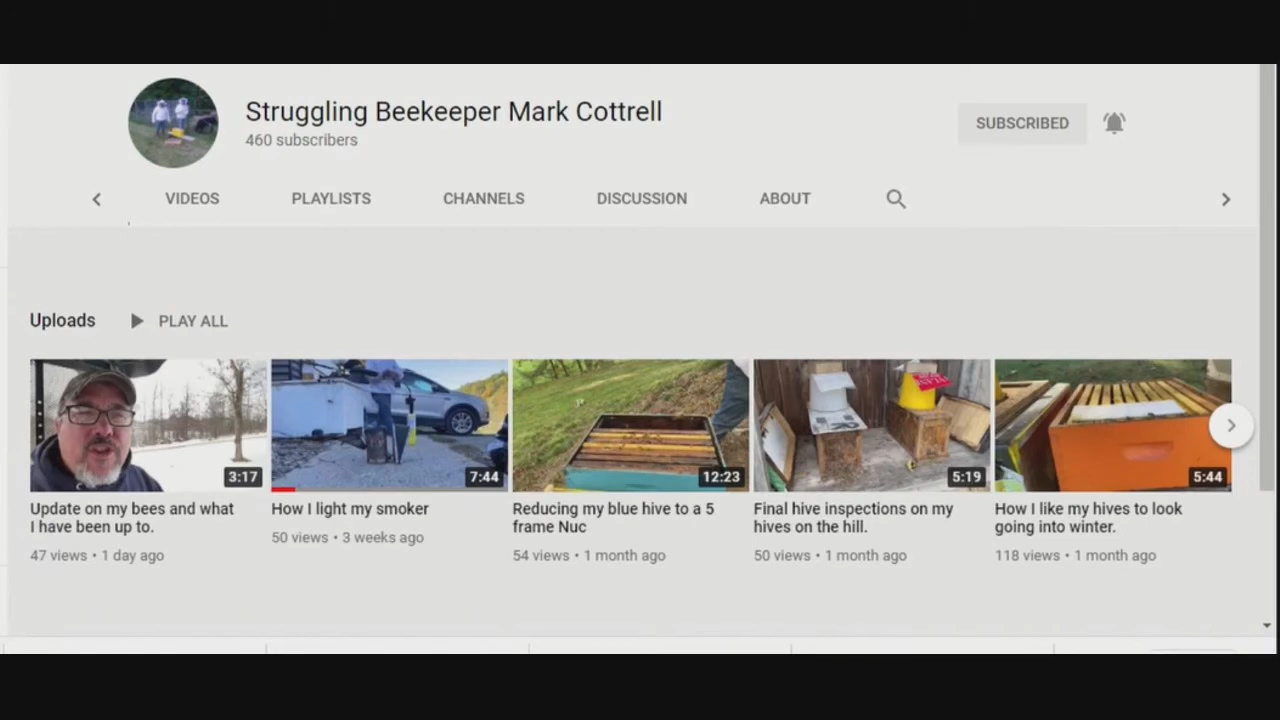 Struggling Beekeeper Mark Cottrell
460 subscribers
SUBSCRIBED
VIDEOS PLAYLISTS CHANNELS DISCUSSION ABOUT
Uploads PLAY ALL
3:17 7:44 12:23 5:19 5:44
Update on my bees and what
I have been up to.
47 views • 1 day ago
How I light my smoker
50 views • 3 weeks ago
Reducing my blue hive to a 5
frame Nuc
54 views • 1 month ago
Final hive inspections on my
hives on the hill.
50 views • 1 month ago
How I like my hives to look
going into winter.
118 views • 1 month ago